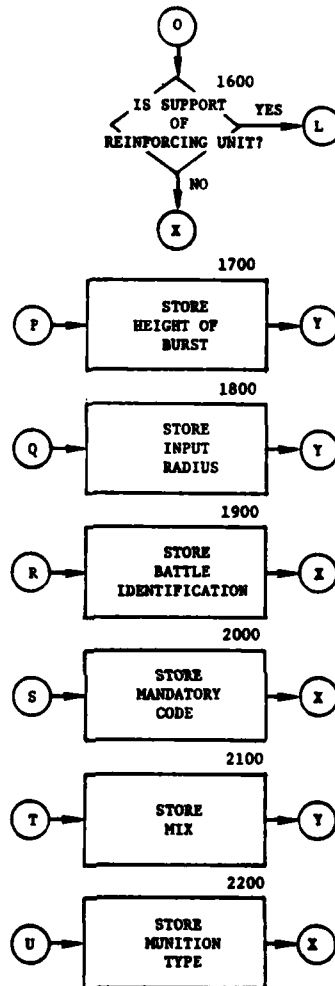 O
1600
IS SUPPORT
OF
REINFORCING UNIT?
YES
L
NO
X
1700
P
STORE
HEIGHT OF
BURST
Y
1800
Q
STORE
INPUT
RADIUS
Y
1900
R
STORE
BATTLE
IDENTIFICATION
X
2000
S
STORE
MANDATORY
CODE
X
2100
T
STORE
MIX
Y
2200
U
STORE
MUNITION
TYPE
X